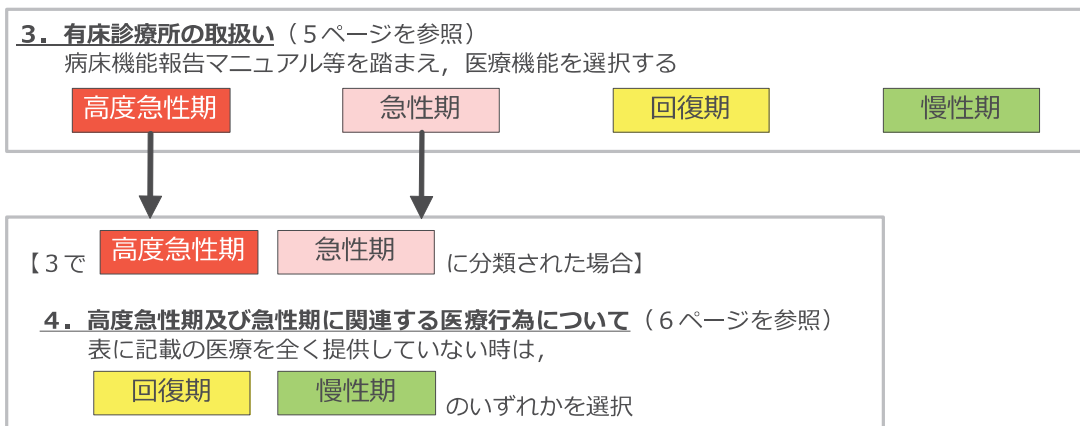 3．有床診療所の取扱い（５ページを参照）
病床機能報告マニュアル等を踏まえ，医療機能を選択する
高度急性期 急性期 回復期 慢性期
【３で 高度急性期 急性期 に分類された場合】
4．高度急性期及び急性期に関連する医療行為について（６ページを参照）
表に記載の医療を全く提供していない時は，
回復期 慢性期 のいずれかを選択